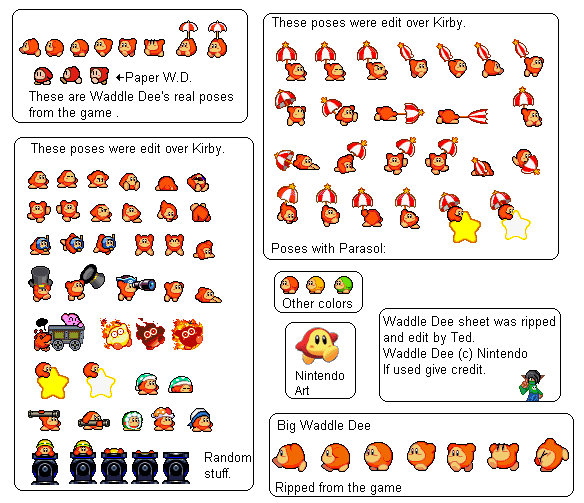 ←Paper W.D.
These are Waddle Dee's real poses
from the game .
These poses were edit over Kirby.
Poses with Parasol:
These poses were edit over Kirby.
Random
stuff.
Other colors
Nintendo
Art
Waddle Dee sheet was ripped
and edit by Ted.
Waddle Dee (c) Nintendo
If used give credit.
Big Waddle Dee
Ripped from the game